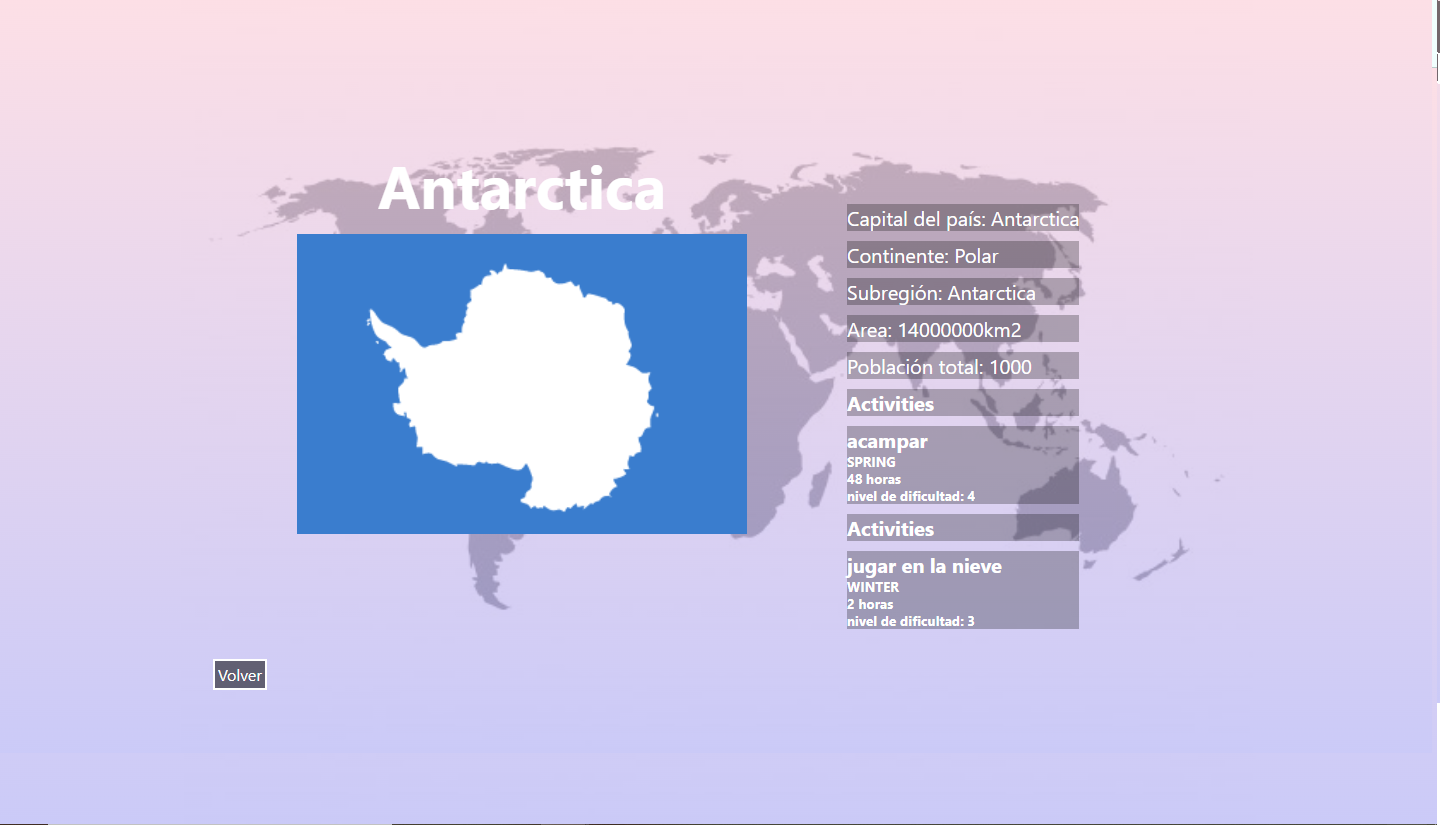 Antarctica
Capital del país: Antarctica
Continente: Polar
Subregión: Antarctica
Area: 14000000km2
Población total: 1000
Activities
acampar
SPRING
48 horas
nivel de dificultad: 4
Activities
jugar en la nieve
WINTER
2 horas
nivel de dificultad: 3
Volver